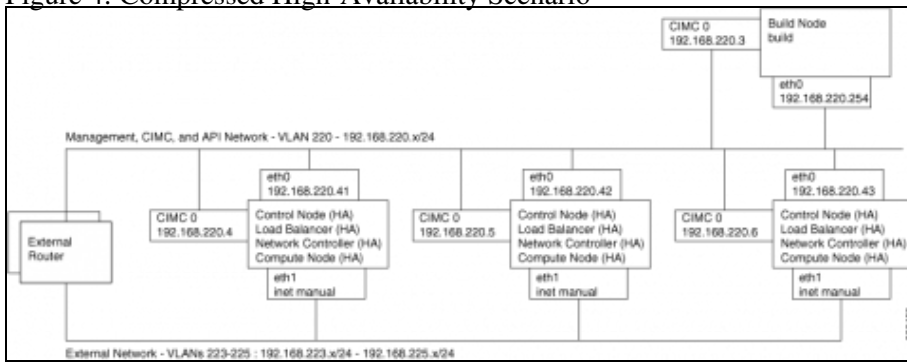 Figure 4: Compressed High-Availability Scenario
CIMC 0
192.168.220.3
Build Node
build
eth0
192.168.220.254
Management, CIMC, and API Network - VLAN 220 - 192.168.220.x/24
eth0
192.168.220.41
eth0
192.168.220.42
eth0
192.168.220.43
External
Router
CIMC 0
192.168.220.4
Control Node (HA)
Load Balancer (HA)
Network Controller (HA)
Compute Node (HA)
CIMC 0
192.168.220.5
Control Node (HA)
Load Balancer (HA)
Network Controller (HA)
Compute Node (HA)
CIMC 0
192.168.220.6
Control Node (HA)
Load Balancer (HA)
Network Controller (HA)
Compute Node (HA)
eth1
inet manual
eth1
inet manual
eth1
inet manual
External Network - VLANs 223-225 : 192.168.223.x/24 - 192.168.225.x/24